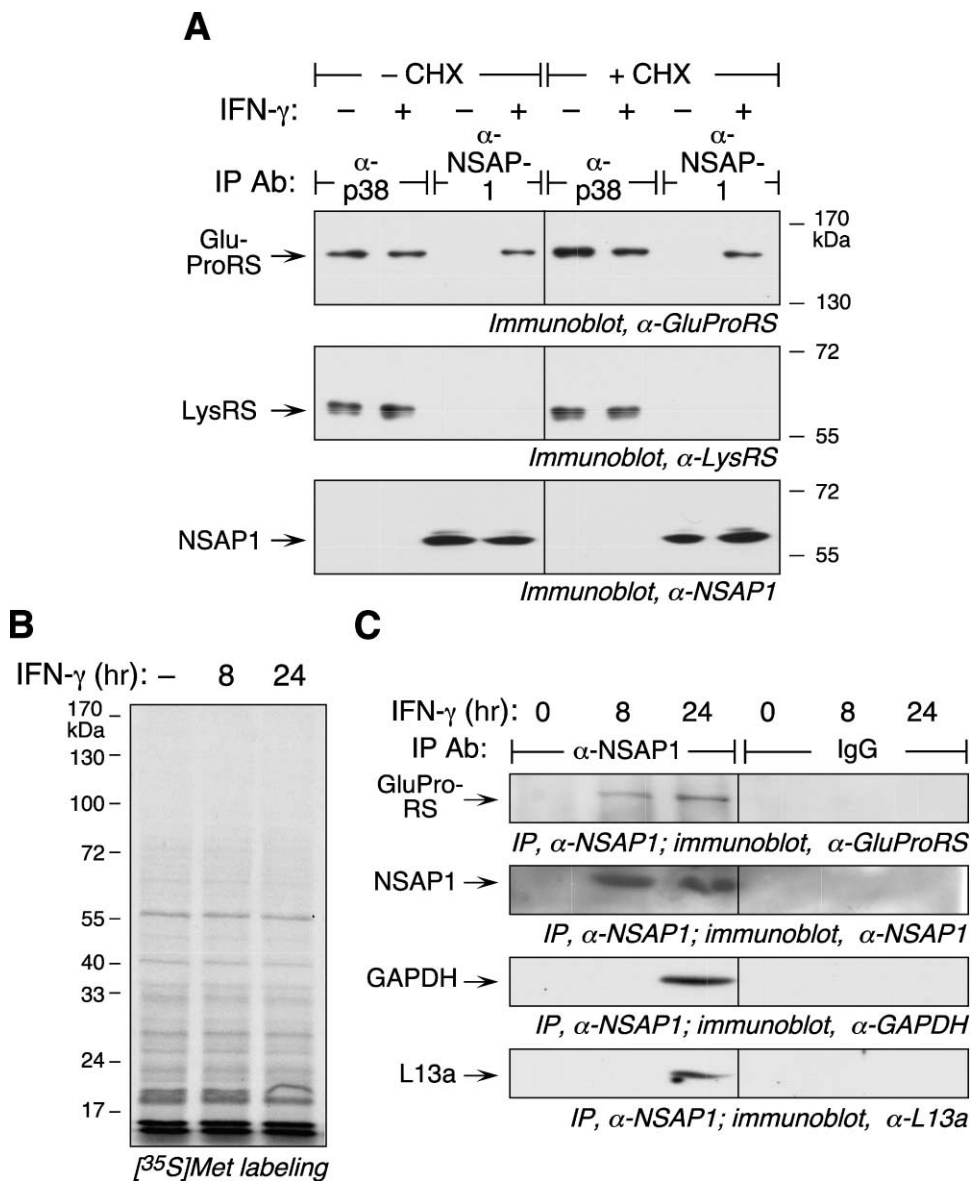 A
– CHX + CHX
IFN-γ: – + – + – + – +
IP Ab: α-p38 α-NSAP-1 α-p38 α-NSAP-1
170
kDa
Glu-
ProRS
130
Immunoblot, α-GluProRS
72
LysRS
55
Immunoblot, α-LysRS
72
NSAP1
55
Immunoblot, α-NSAP1
B
IFN-γ (hr): – 8 24
170
kDa
130
100
72
55
40
33
24
17
[³⁵S]Met labeling
C
IFN-γ (hr): 0 8 24 0 8 24
IP Ab: α-NSAP1 IgG
GluPro-
RS
IP, α-NSAP1; immunoblot, α-GluProRS
NSAP1
IP, α-NSAP1; immunoblot, α-NSAP1
GAPDH
IP, α-NSAP1; immunoblot, α-GAPDH
L13a
IP, α-NSAP1; immunoblot, α-L13a